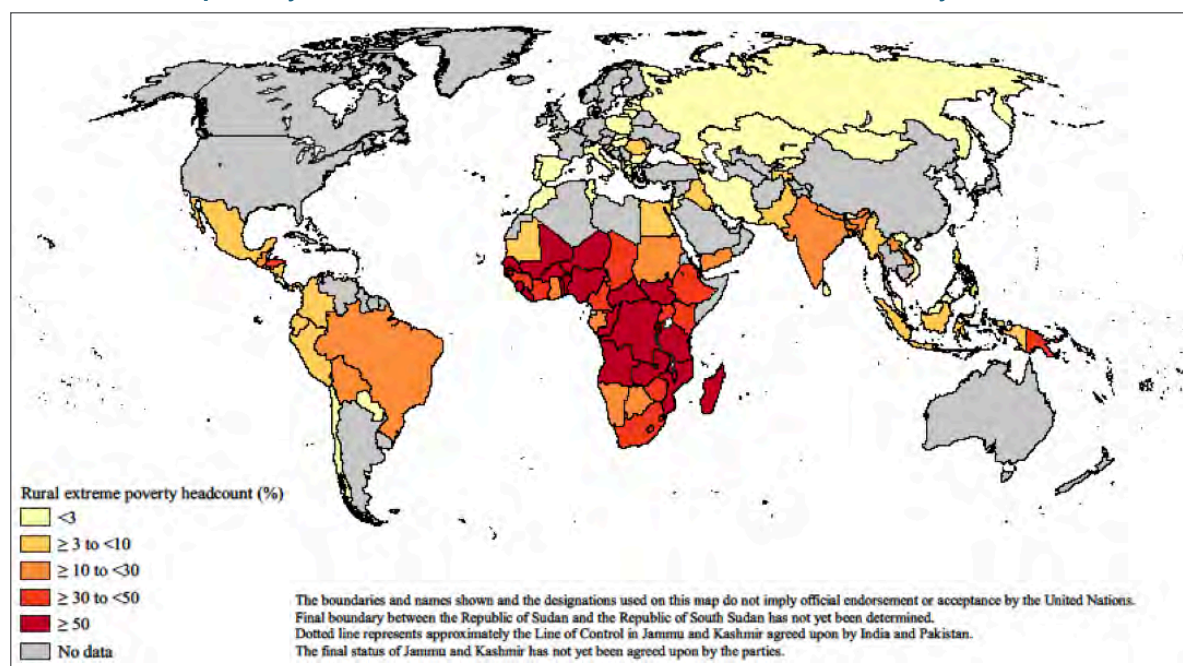 Rural extreme poverty headcount (%)
<3
≥ 3 to <10
≥ 10 to <30
≥ 30 to <50
≥ 50
No data
The boundaries and names shown and the designations used on this map do not imply official endorsement or acceptance by the United Nations.
Final boundary between the Republic of Sudan and the Republic of South Sudan has not yet been determined.
Dotted line represents approximately the Line of Control in Jammu and Kashmir agreed upon by India and Pakistan.
The final status of Jammu and Kashmir has not yet been agreed upon by the parties.